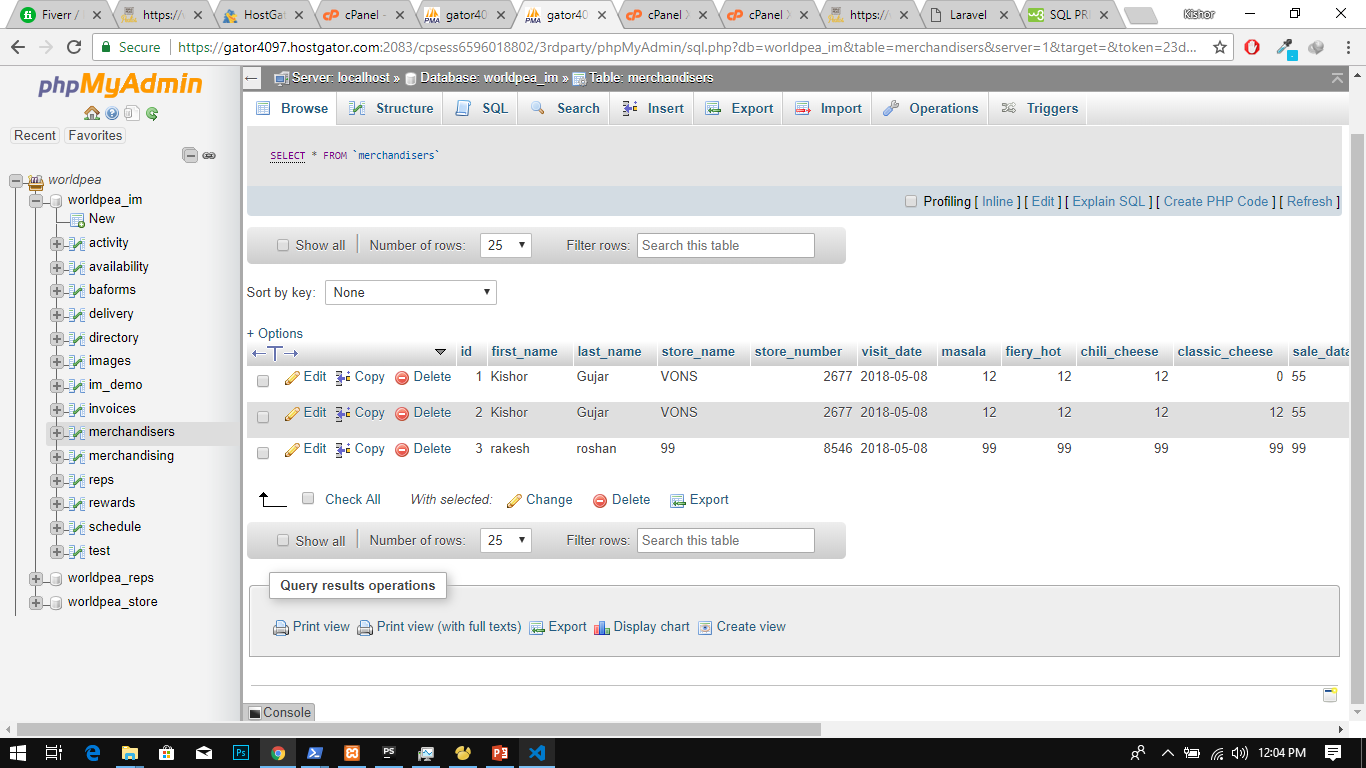 Fiverr / https://v HostGat cPanel - gator40 gator40 cPanel X cPanel X https://v Laravel SQL PRI Kishor
Secure https://gator4097.hostgator.com:2083/cpsess6596018802/3rdparty/phpMyAdmin/sql.php?db=worldpea_im&table=merchandisers&server=1&target=&token=23d...
phpMyAdmin
Recent Favorites
worldpea
worldpea_im
New
activity
availability
baforms
delivery
directory
images
im_demo
invoices
merchandisers
merchandising
reps
rewards
schedule
test
worldpea_reps
worldpea_store
Server: localhost » Database: worldpea_im » Table: merchandisers
Browse Structure SQL Search Insert Export Import Operations Triggers
SELECT * FROM `merchandisers`
Profiling [ Inline ] [ Edit ] [ Explain SQL ] [ Create PHP Code ] [ Refresh ]
Show all Number of rows: 25 Filter rows: Search this table
Sort by key: None
+ Options
id first_name last_name store_name store_number visit_date masala fiery_hot chili_cheese classic_cheese sale_data
Edit Copy Delete 1 Kishor Gujar VONS 2677 2018-05-08 12 12 12 0 55
Edit Copy Delete 2 Kishor Gujar VONS 2677 2018-05-08 12 12 12 12 55
Edit Copy Delete 3 rakesh roshan 99 8546 2018-05-08 99 99 99 99 99
Check All With selected: Change Delete Export
Show all Number of rows: 25 Filter rows: Search this table
Query results operations
Print view Print view (with full texts) Export Display chart Create view
Console
12:04 PM